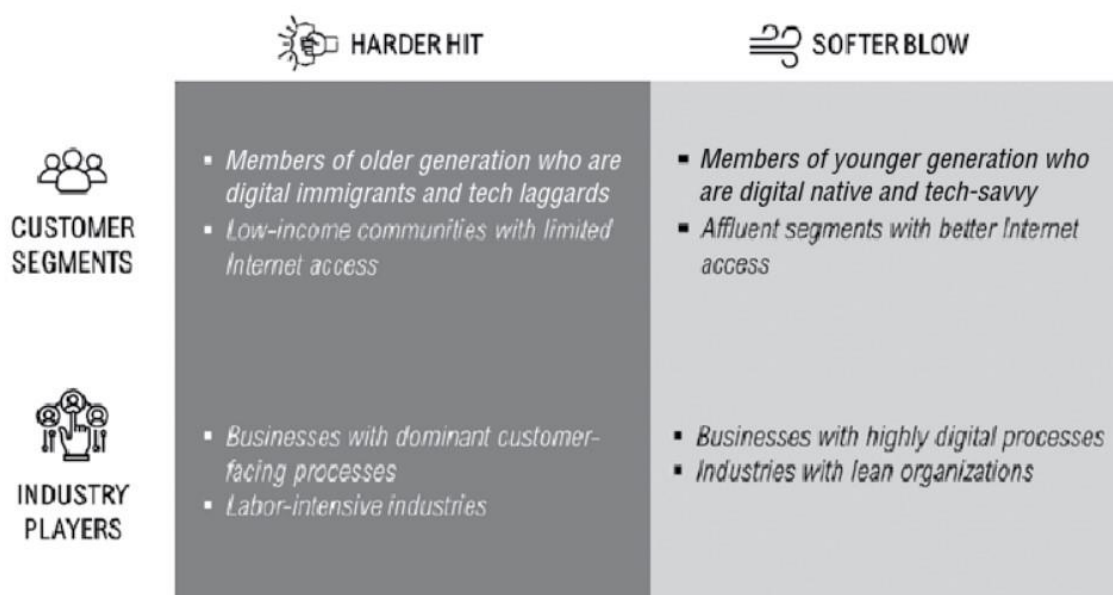 HARDER HIT
SOFTER BLOW
CUSTOMER
SEGMENTS
▪ Members of older generation who are
digital immigrants and tech laggards
▪ Low-income communities with limited
Internet access
▪ Members of younger generation who
are digital native and tech-savvy
▪ Affluent segments with better Internet
access
INDUSTRY
PLAYERS
▪ Businesses with dominant customer-
facing processes
▪ Labor-intensive industries
▪ Businesses with highly digital processes
▪ Industries with lean organizations